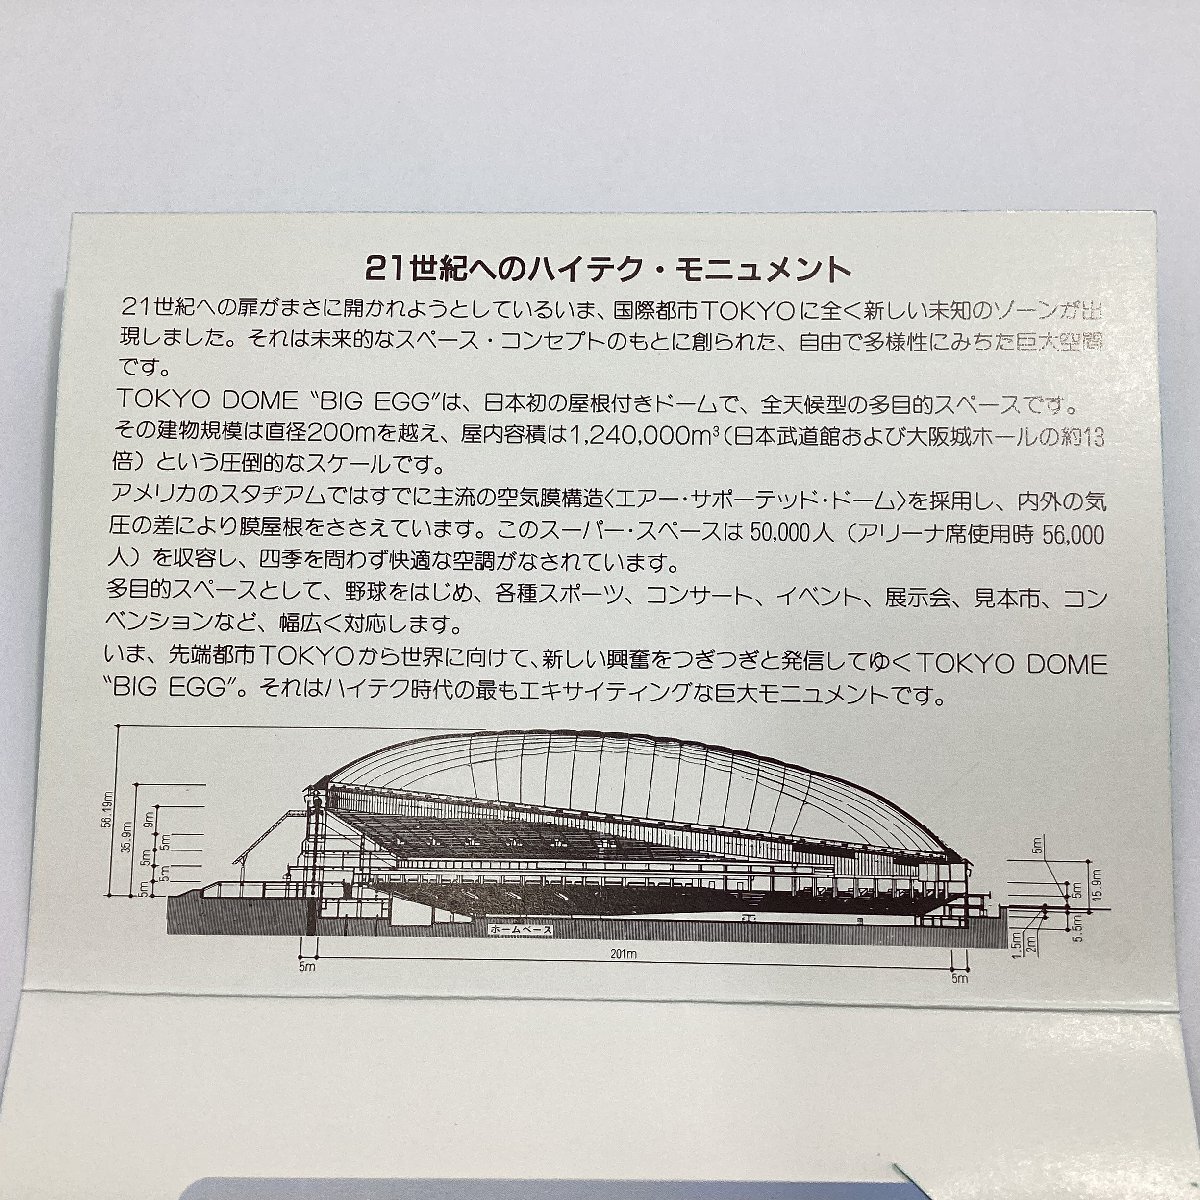 21世紀へのハイテク・モニュメント
21世紀への扉がまさに開かれようとしているいま、国際都市TOKYOに全く新しい未知のゾーンが出
現しました。それは未来的なスペース・コンセプトのもとに創られた、自由で多様性にみちた巨大空間
です。
TOKYO DOME “BIG EGG”は、日本初の屋根付きドームで、全天候型の多目的スペースです。
その建物規模は直径200mを越え、屋内容積は1,240,000m³(日本武道館および大阪城ホールの約13
倍）という圧倒的なスケールです。
アメリカのスタヂアムではすでに主流の空気膜構造〈エアー・サポーテッド・ドーム〉を採用し、内外の気
圧の差により膜屋根をささえています。このスーパー・スペースは50,000人（アリーナ席使用時 56,000
人）を収容し、四季を問わず快適な空調がなされています。
多目的スペースとして、野球をはじめ、各種スポーツ、コンサート、イベント、展示会、見本市、コン
ベンションなど、幅広く対応します。
いま、先端都市TOKYOから世界に向けて、新しい興奮をつぎつぎと発信してゆくTOKYO DOME
“BIG EGG”。それはハイテク時代の最もエキサイティングな巨大モニュメントです。
56.19m
35.9m
9m
5m
5m
5m
5m
ホームベース
5m
201m
5m
5m
5m
15.9m
5.5m
1.5m
2m